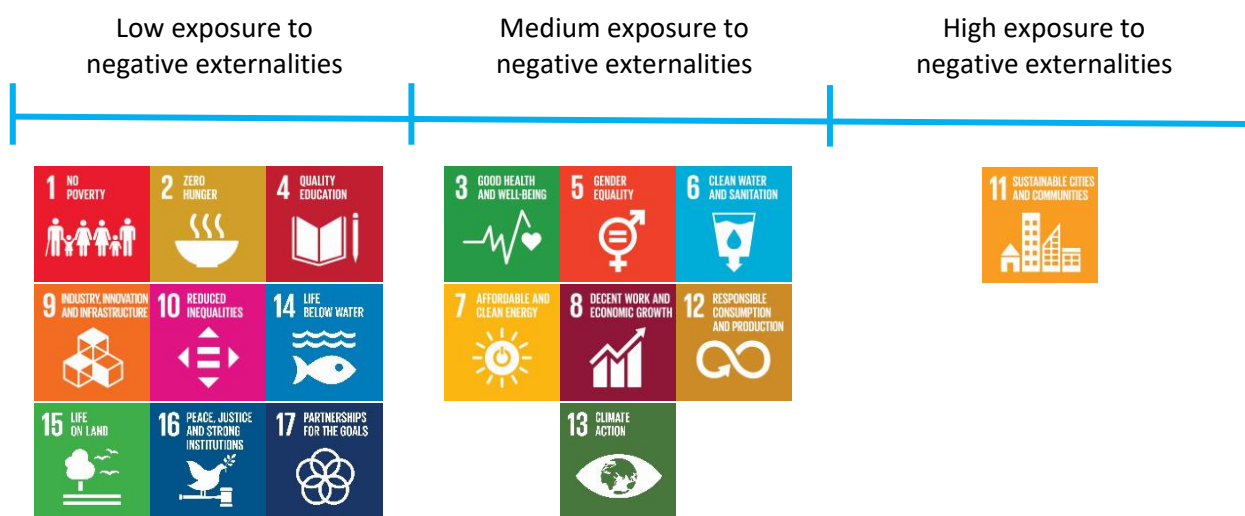 Low exposure to
negative externalities
Medium exposure to
negative externalities
High exposure to
negative externalities
1 NO
POVERTY
2 ZERO
HUNGER
4 QUALITY
EDUCATION
9 INDUSTRY, INNOVATION
AND INFRASTRUCTURE
10 REDUCED
INEQUALITIES
14 LIFE
BELOW WATER
15 LIFE
ON LAND
16 PEACE, JUSTICE
AND STRONG
INSTITUTIONS
17 PARTNERSHIPS
FOR THE GOALS
3 GOOD HEALTH
AND WELL-BEING
5 GENDER
EQUALITY
6 CLEAN WATER
AND SANITATION
7 AFFORDABLE AND
CLEAN ENERGY
8 DECENT WORK AND
ECONOMIC GROWTH
12 RESPONSIBLE
CONSUMPTION
AND PRODUCTION
13 CLIMATE
ACTION
11 SUSTAINABLE CITIES
AND COMMUNITIES